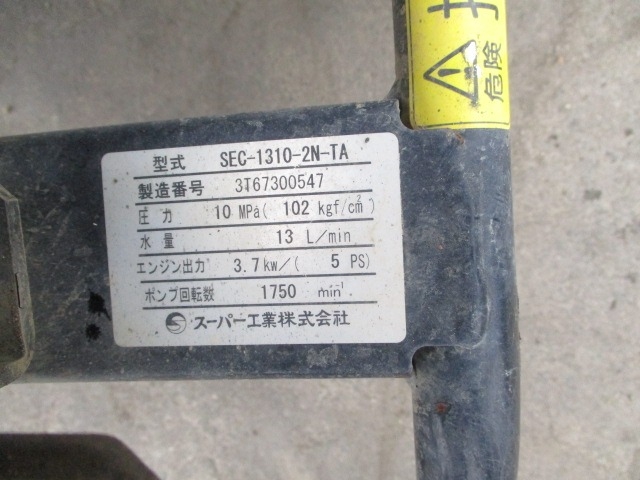 型式 SEC-1310-2N-TA
製造番号 3T67300547
圧力 10 MPa( 102 kgf/cm²)
水量 13 L/min
エンジン出力 3.7kw/( 5 PS)
ポンプ回転数 1750 min⁻¹
スーパー工業株式会社
危険